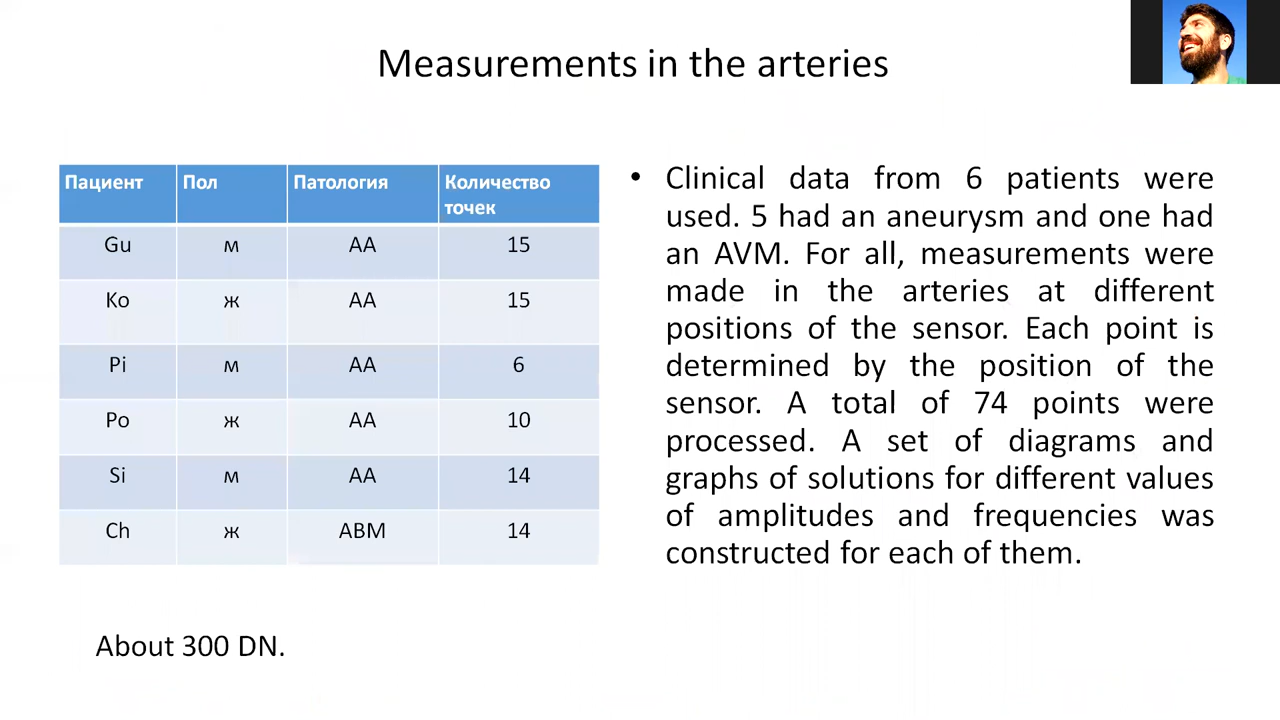 Measurements in the arteries
Пациент Пол Патология Количество точек
Gu м АА 15
Ko ж АА 15
Pi м АА 6
Po ж АА 10
Si м АА 14
Ch ж АВМ 14
• Clinical data from 6 patients were
used. 5 had an aneurysm and one had
an AVM. For all, measurements were
made in the arteries at different
positions of the sensor. Each point is
determined by the position of the
sensor. A total of 74 points were
processed. A set of diagrams and
graphs of solutions for different values
of amplitudes and frequencies was
constructed for each of them.
About 300 DN.